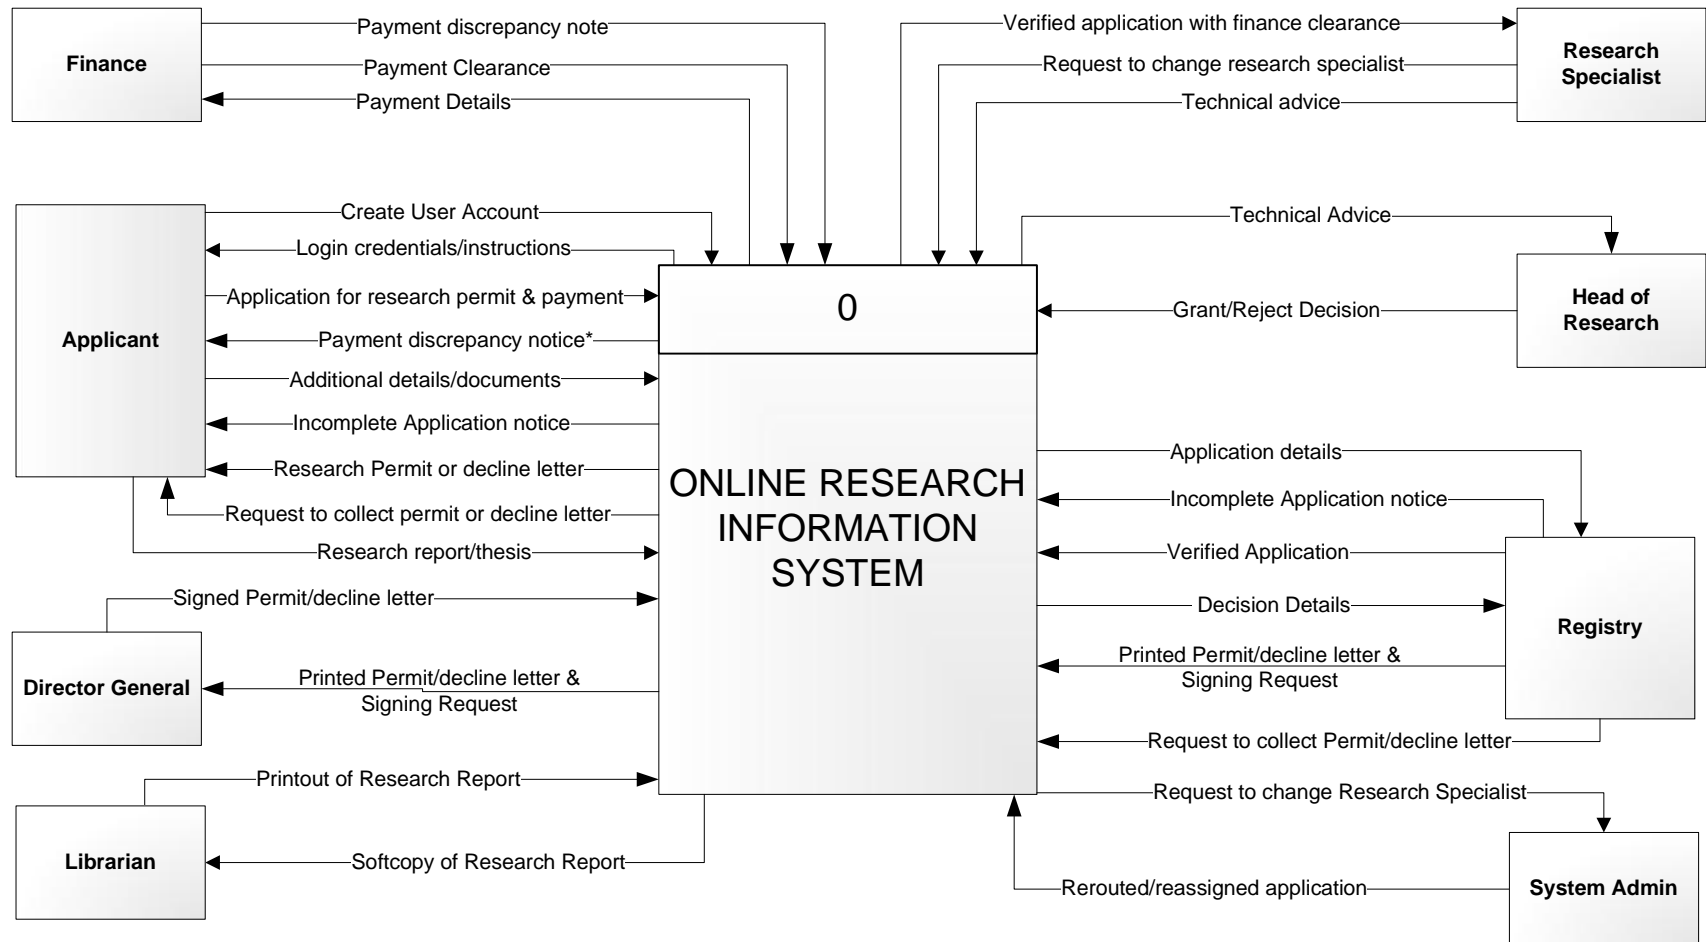 Finance
Payment discrepancy note
Payment Clearance
Payment Details
Verified application with finance clearance
Request to change research specialist
Technical advice
Research
Specialist
Applicant
Create User Account
Login credentials/instructions
Application for research permit & payment
Payment discrepancy notice*
Additional details/documents
Incomplete Application notice
Research Permit or decline letter
Request to collect permit or decline letter
Research report/thesis
0
ONLINE RESEARCH
INFORMATION
SYSTEM
Technical Advice
Grant/Reject Decision
Head of
Research
Application details
Incomplete Application notice
Verified Application
Decision Details
Printed Permit/decline letter &
Signing Request
Request to collect Permit/decline letter
Registry
Signed Permit/decline letter
Director General
Printed Permit/decline letter &
Signing Request
Printout of Research Report
Librarian
Softcopy of Research Report
Request to change Research Specialist
Rerouted/reassigned application
System Admin